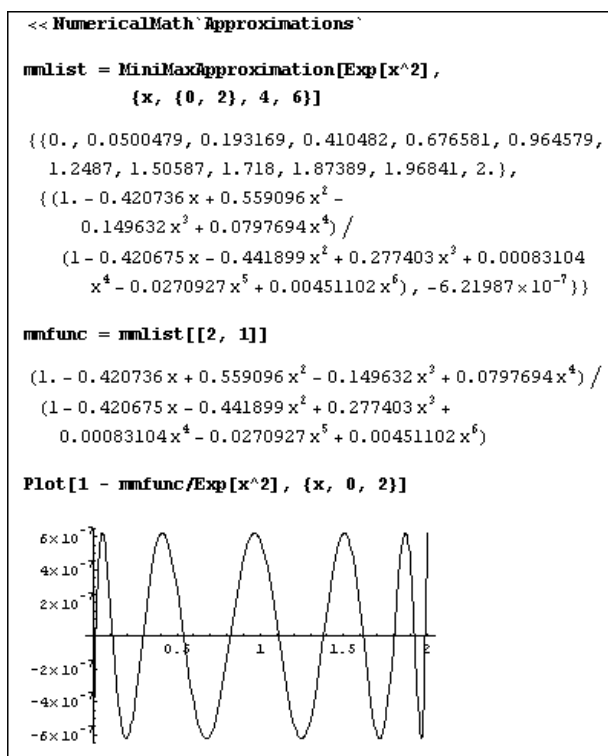 << NumericalMath`Approximations`
mmlist = MiniMaxApproximation[Exp[x^2],
{x, {0, 2}, 4, 6}]
{{0., 0.0500479, 0.193169, 0.410482, 0.676581, 0.964579,
1.2487, 1.50587, 1.718, 1.87389, 1.96841, 2.},
{(1. - 0.420736 x + 0.559096 x² -
0.149632 x³ + 0.0797694 x⁴) /
(1 - 0.420675 x - 0.441899 x² + 0.277403 x³ + 0.00083104
x⁴ - 0.0270927 x⁵ + 0.00451102 x⁶), -6.21987 × 10⁻⁷}}
mmfunc = mmlist[[2, 1]]
(1. - 0.420736 x + 0.559096 x² - 0.149632 x³ + 0.0797694 x⁴) /
(1 - 0.420675 x - 0.441899 x² + 0.277403 x³ +
0.00083104 x⁴ - 0.0270927 x⁵ + 0.00451102 x⁶)
Plot[1 - mmfunc/Exp[x^2], {x, 0, 2}]
6×10⁻⁷
4×10⁻⁷
2×10⁻⁷
0.5 1 1.5 2
-2×10⁻⁷
-4×10⁻⁷
-6×10⁻⁷